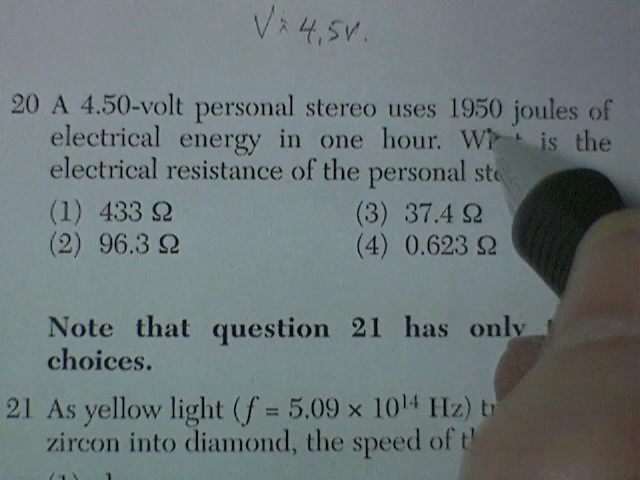 V = 4,5v.
20 A 4.50-volt personal stereo uses 1950 joules of
electrical energy in one hour. What is the
electrical resistance of the personal
(1) 433 Ω (3) 37.4 Ω
(2) 96.3 Ω (4) 0.623 Ω
Note that question 21 has only
choices.
21 As yellow light (f = 5.09 × 10¹⁴ Hz)
zircon into diamond, the speed of